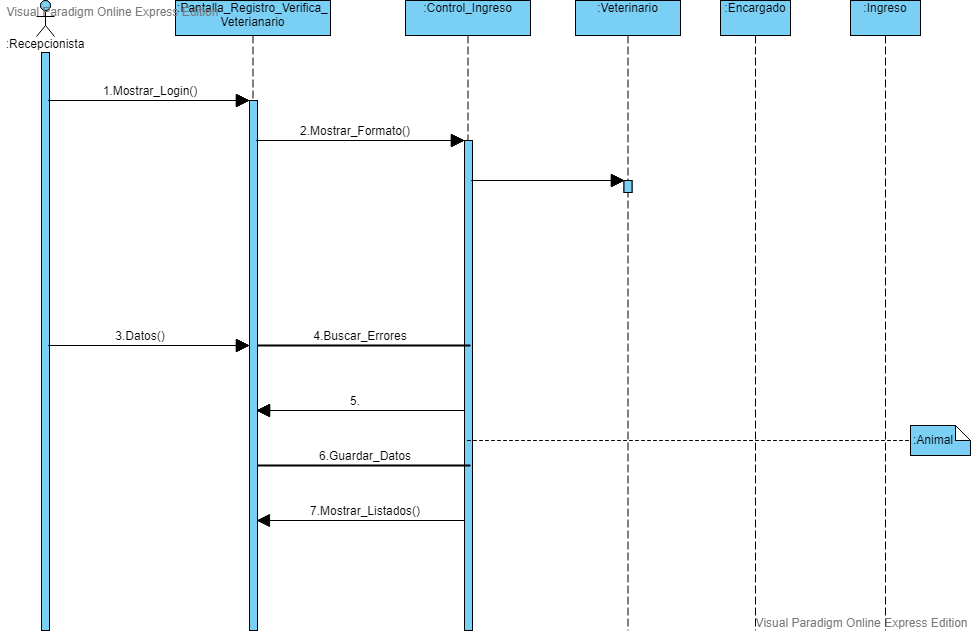 Visual Paradigm Online Express Edition
:Pantalla_Registro_Verifica_
Veterianario
:Control_Ingreso
:Veterinario
:Encargado
:Ingreso
:Recepcionista
1.Mostrar_Login()
2.Mostrar_Formato()
3.Datos()
4.Buscar_Errores
5.
:Animal
6.Guardar_Datos
7.Mostrar_Listados()
Visual Paradigm Online Express Edition